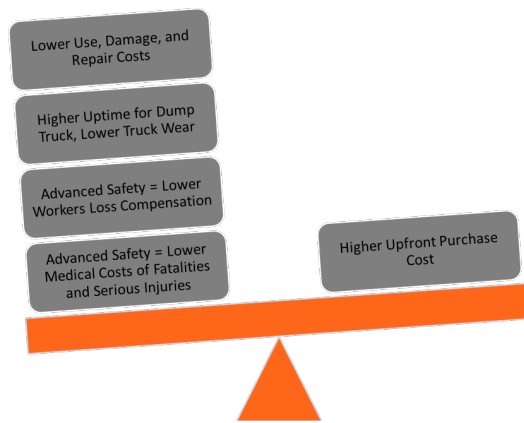 Lower Use, Damage, and
Repair Costs
Higher Uptime for Dump
Truck, Lower Truck Wear
Advanced Safety = Lower
Workers Loss Compensation
Advanced Safety = Lower
Medical Costs of Fatalities
and Serious Injuries
Higher Upfront Purchase
Cost